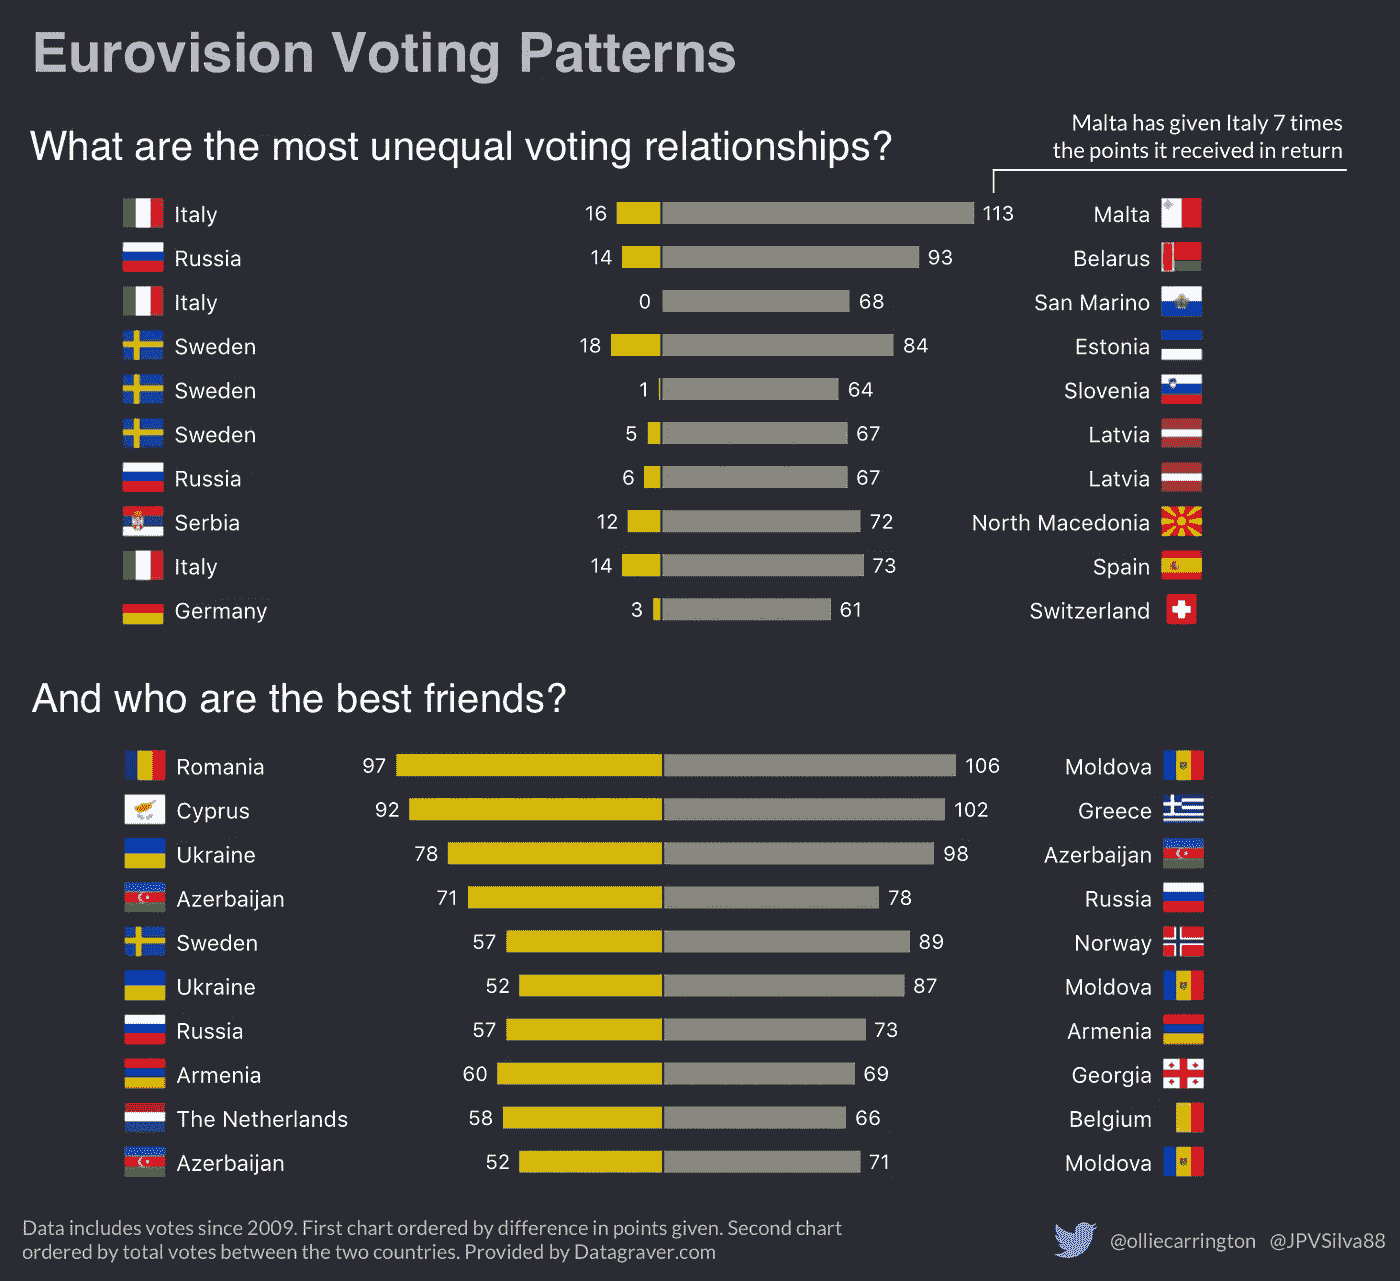 Eurovision Voting Patterns
What are the most unequal voting relationships?
Malta has given Italy 7 times
the points it received in return
Italy 16 113 Malta
Russia 14 93 Belarus
Italy 0 68 San Marino
Sweden 18 84 Estonia
Sweden 1 64 Slovenia
Sweden 5 67 Latvia
Russia 6 67 Latvia
Serbia 12 72 North Macedonia
Italy 14 73 Spain
Germany 3 61 Switzerland
And who are the best friends?
Romania 97 106 Moldova
Cyprus 92 102 Greece
Ukraine 78 98 Azerbaijan
Azerbaijan 71 78 Russia
Sweden 57 89 Norway
Ukraine 52 87 Moldova
Russia 57 73 Armenia
Armenia 60 69 Georgia
The Netherlands 58 66 Belgium
Azerbaijan 52 71 Moldova
Data includes votes since 2009. First chart ordered by difference in points given. Second chart
ordered by total votes between the two countries. Provided by Datagraver.com
@olliecarrington @JPVSilva88